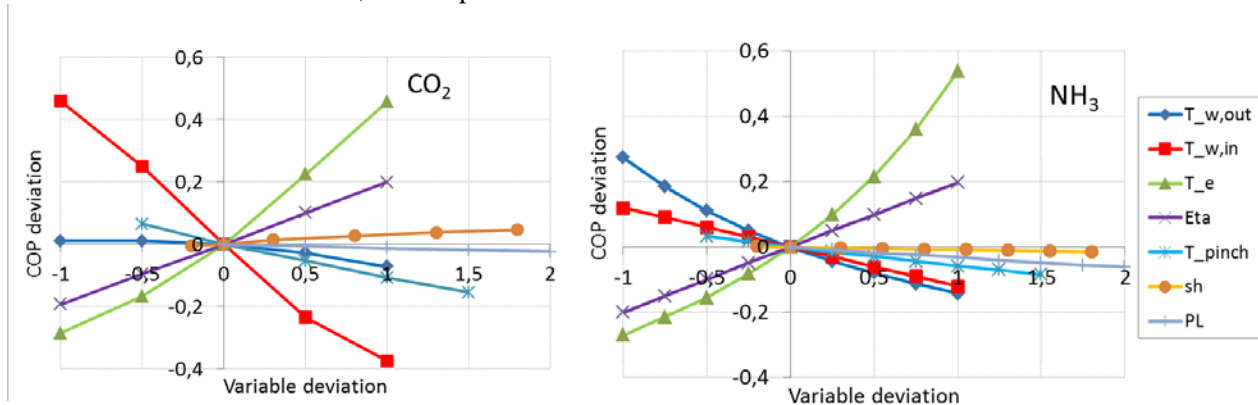 CO₂
COP deviation
0,6
0,4
0,2
0
-0,2
-0,4
-1 -0,5 0 0,5 1 1,5 2
Variable deviation
NH₃
COP deviation
0,6
0,4
0,2
0
-0,2
-0,4
-1 -0,5 0 0,5 1 1,5 2
Variable deviation
T_w,out
T_w,in
T_e
Eta
T_pinch
sh
PL